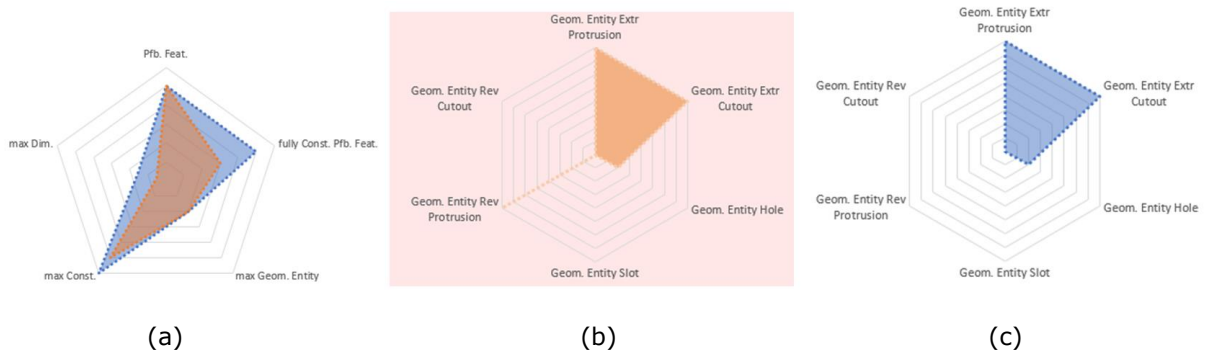 Pfb. Feat.
max Dim.
fully Const. Pfb. Feat.
max Const.
max Geom. Entity
(a)
Geom. Entity Extr
Protrusion
Geom. Entity Rev
Cutout
Geom. Entity Extr
Cutout
Geom. Entity Rev
Protrusion
Geom. Entity Hole
Geom. Entity Slot
(b)
Geom. Entity Extr
Protrusion
Geom. Entity Rev
Cutout
Geom. Entity Extr
Cutout
Geom. Entity Rev
Protrusion
Geom. Entity Hole
Geom. Entity Slot
(c)